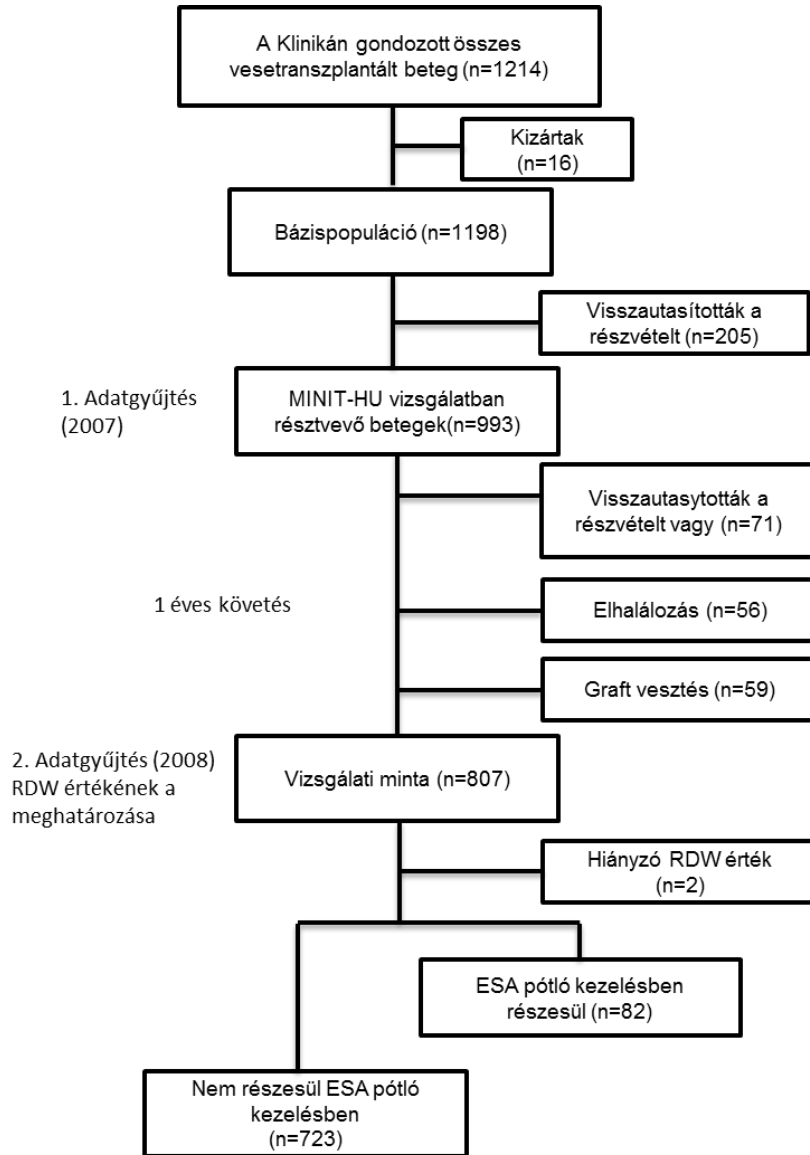 A Klinikán gondozott összes
vesetranszplantált beteg (n=1214)
Kizártak
(n=16)
Bázispopuláció (n=1198)
Visszautasították a
részvételt (n=205)
1. Adatgyűjtés
(2007)
MINIT-HU vizsgálatban
résztvevő betegek(n=993)
Visszautasytották a
részvételt vagy (n=71)
1 éves követés
Elhalálozás (n=56)
Graft vesztés (n=59)
2. Adatgyűjtés (2008)
RDW értékének a
meghatározása
Vizsgálati minta (n=807)
Hiányzó RDW érték
(n=2)
ESA pótló kezelésben
részesül (n=82)
Nem részesül ESA pótló
kezelésben
(n=723)